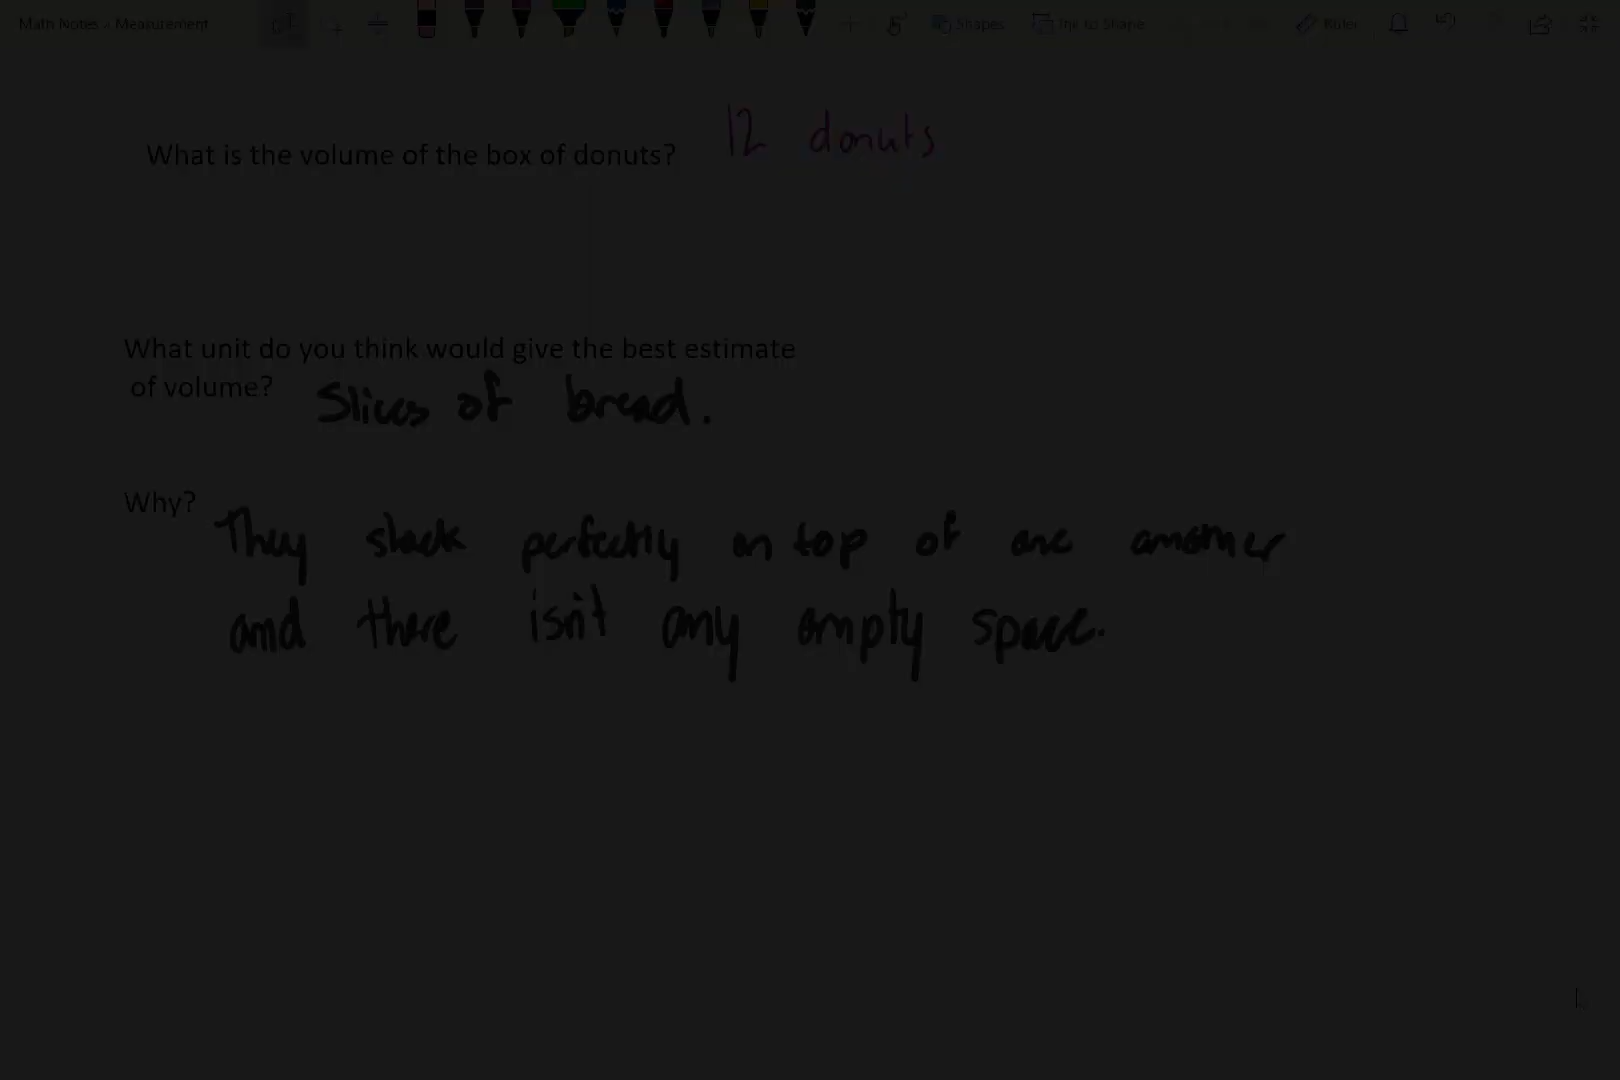 Math Notes - Measurement
Shapes
Ink to Shape
Ruler
12 donuts
What is the volume of the box of donuts?
What unit do you think would give the best estimate
of volume?
Slices of bread.
Why?
They stack perfectly on top of one another
and there isn't any empty space.